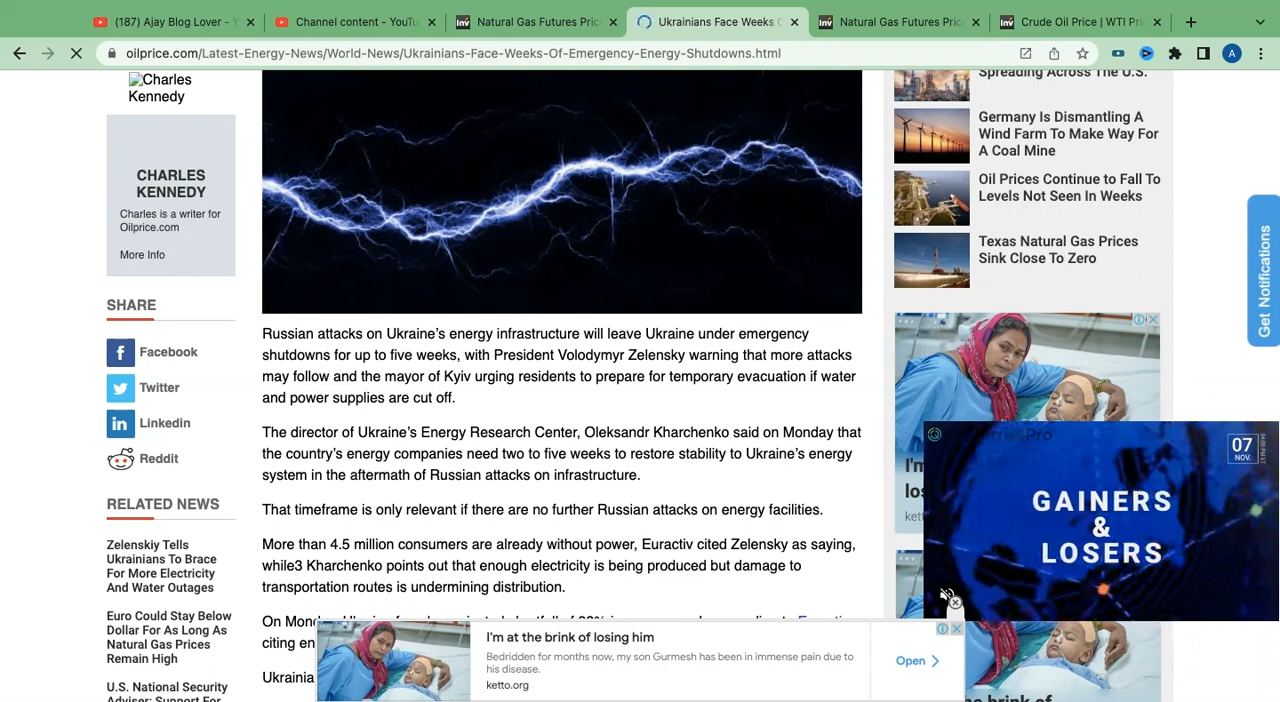 (187) Ajay Blog Lover - Y
Channel content - YouTu
Natural Gas Futures Pric
Ukrainians Face Weeks O
Natural Gas Futures Pric
Crude Oil Price | WTI Pri
oilprice.com/Latest-Energy-News/World-News/Ukrainians-Face-Weeks-Of-Emergency-Energy-Shutdowns.html
A
Charles
Kennedy
CHARLES
KENNEDY
Charles is a writer for
Oilprice.com
More Info
SHARE
Facebook
Twitter
Linkedin
Reddit
RELATED NEWS
Zelenskiy Tells
Ukrainians To Brace
For More Electricity
And Water Outages
Euro Could Stay Below
Dollar For As Long As
Natural Gas Prices
Remain High
U.S. National Security
Adviser: Support For
Russian attacks on Ukraine’s energy infrastructure will leave Ukraine under emergency
shutdowns for up to five weeks, with President Volodymyr Zelensky warning that more attacks
may follow and the mayor of Kyiv urging residents to prepare for temporary evacuation if water
and power supplies are cut off.
The director of Ukraine’s Energy Research Center, Oleksandr Kharchenko said on Monday that
the country’s energy companies need two to five weeks to restore stability to Ukraine’s energy
system in the aftermath of Russian attacks on infrastructure.
That timeframe is only relevant if there are no further Russian attacks on energy facilities.
More than 4.5 million consumers are already without power, Euractiv cited Zelensky as saying,
while3 Kharchenko points out that enough electricity is being produced but damage to
transportation routes is undermining distribution.
On Mond
citing en
Ukrainia
I'm at the brink of losing him
Bedridden for months now, my son Gurmesh has been in immense pain due to
his disease.
ketto.org
Open
Spreading Across The U.S.
Germany Is Dismantling A
Wind Farm To Make Way For
A Coal Mine
Oil Prices Continue to Fall To
Levels Not Seen In Weeks
Texas Natural Gas Prices
Sink Close To Zero
Get Notifications
I'm
los
kett
Pro
07
NOV.
GAINERS
&
LOSERS
he brink of